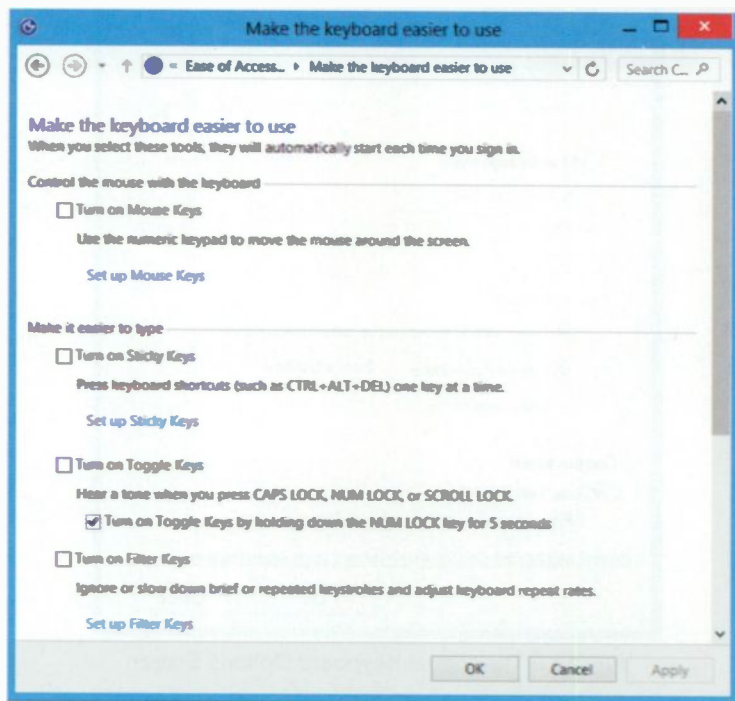 Make the keyboard easier to use
« Ease of Access... ▸ Make the keyboard easier to use Search C...
Make the keyboard easier to use
When you select these tools, they will automatically start each time you sign in.
Control the mouse with the keyboard
Turn on Mouse Keys
Use the numeric keypad to move the mouse around the screen.
Set up Mouse Keys
Make it easier to type
Turn on Sticky Keys
Press keyboard shortcuts (such as CTRL+ALT+DEL) one key at a time.
Set up Sticky Keys
Turn on Toggle Keys
Hear a tone when you press CAPS LOCK, NUM LOCK, or SCROLL LOCK.
Turn on Toggle Keys by holding down the NUM LOCK key for 5 seconds
Turn on Filter Keys
Ignore or slow down brief or repeated keystrokes and adjust keyboard repeat rates.
Set up Filter Keys
OK Cancel Apply